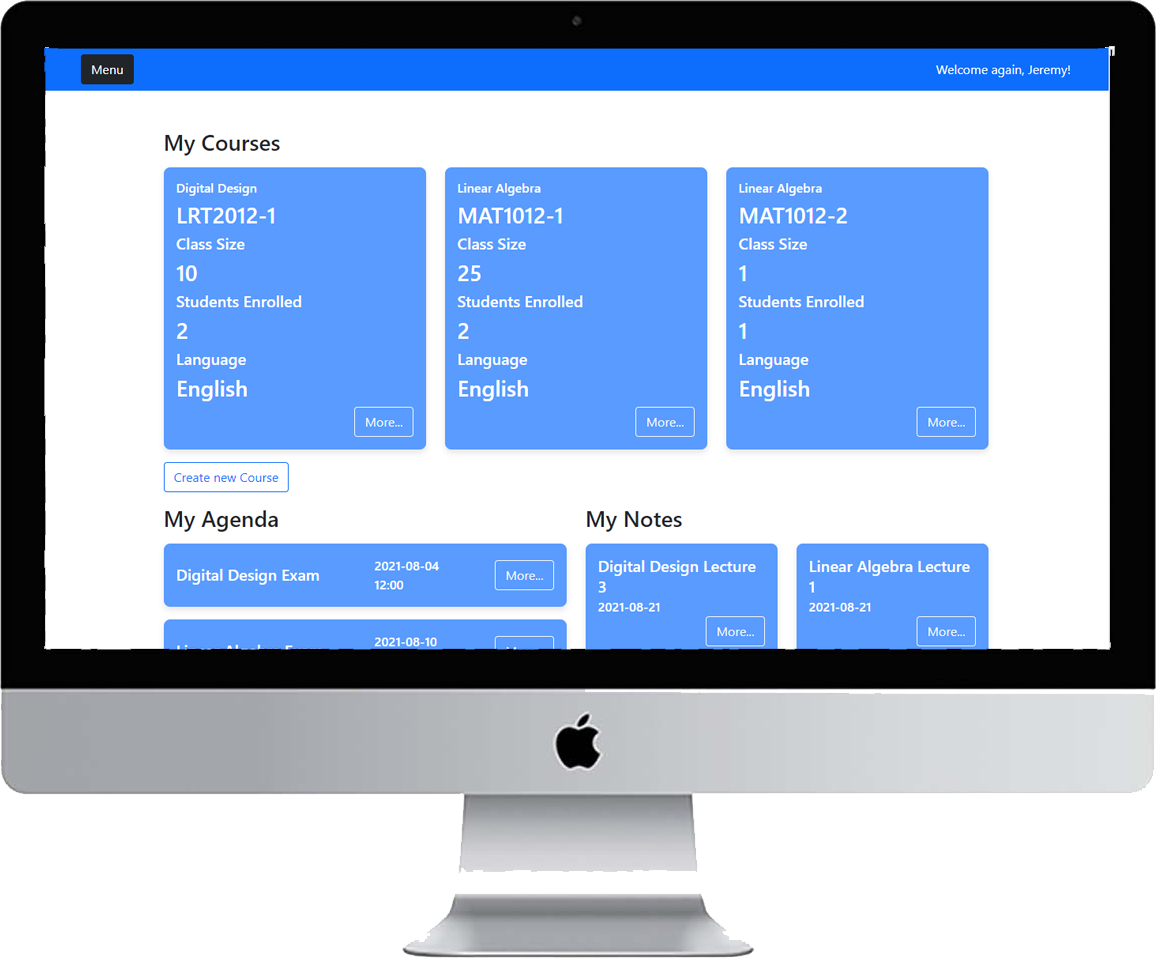 Menu
Welcome again, Jeremy!
My Courses
Digital Design
LRT2012-1
Class Size
10
Students Enrolled
2
Language
English
More...
Linear Algebra
MAT1012-1
Class Size
25
Students Enrolled
2
Language
English
More...
Linear Algebra
MAT1012-2
Class Size
1
Students Enrolled
1
Language
English
More...
Create new Course
My Agenda
Digital Design Exam
2021-08-04
12:00
More...
2021-08-10
My Notes
Digital Design Lecture
3
2021-08-21
More...
Linear Algebra Lecture
1
2021-08-21
More...